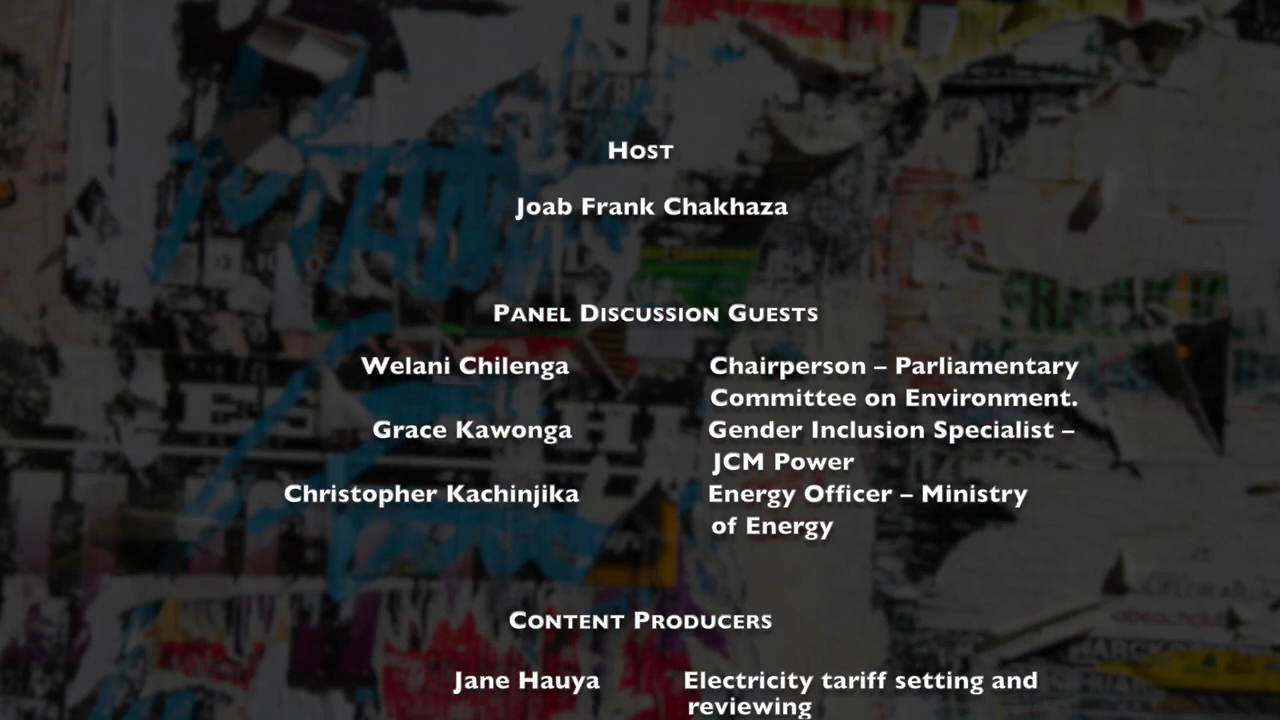 HOST
Joab Frank Chakhaza
PANEL DISCUSSION GUESTS
Welani Chilenga Chairperson – Parliamentary
Committee on Environment.
Grace Kawonga Gender Inclusion Specialist –
JCM Power
Christopher Kachinjika Energy Officer – Ministry
of Energy
CONTENT PRODUCERS
Jane Hauya Electricity tariff setting and
reviewing